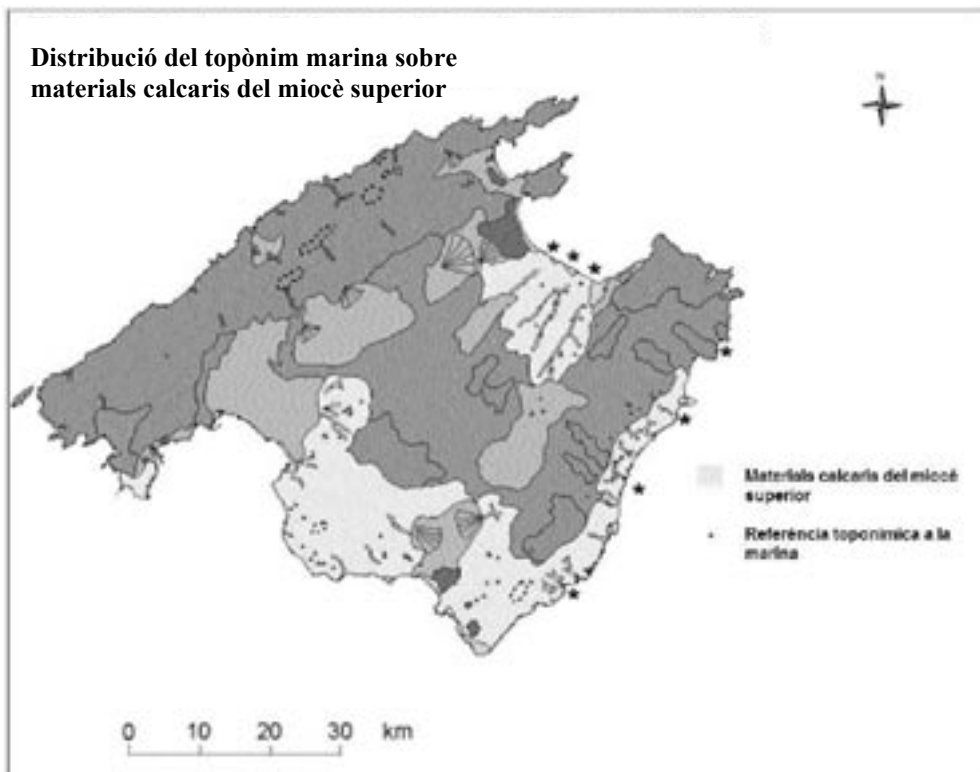 Distribució del topònim marina sobre
materials calcaris del miocè superior
N
Materials calcaris del miocè
superior
Referència toponímica a la
marina
0 10 20 30 km